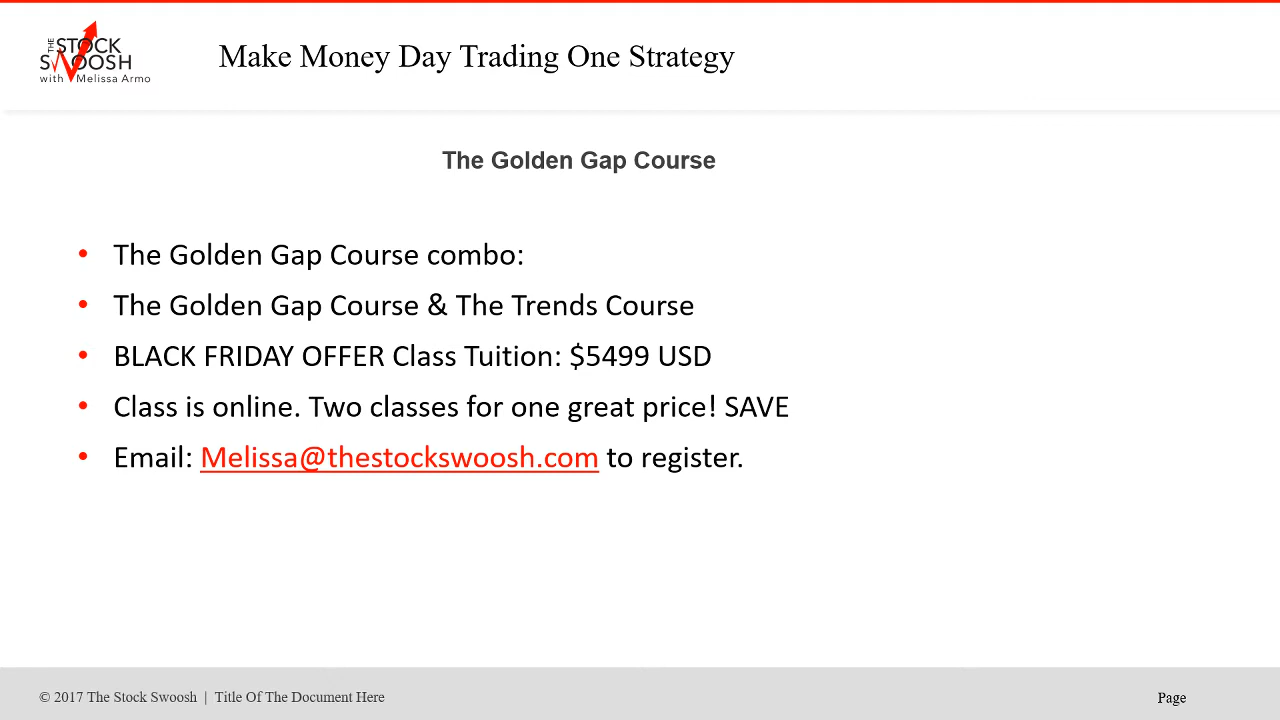 THE
STOCK
SWOOSH
with Melissa Armo
Make Money Day Trading One Strategy
The Golden Gap Course
• The Golden Gap Course combo:
• The Golden Gap Course & The Trends Course
• BLACK FRIDAY OFFER Class Tuition: $5499 USD
• Class is online. Two classes for one great price! SAVE
• Email: Melissa@thestockswoosh.com to register.
© 2017 The Stock Swoosh | Title Of The Document Here
Page